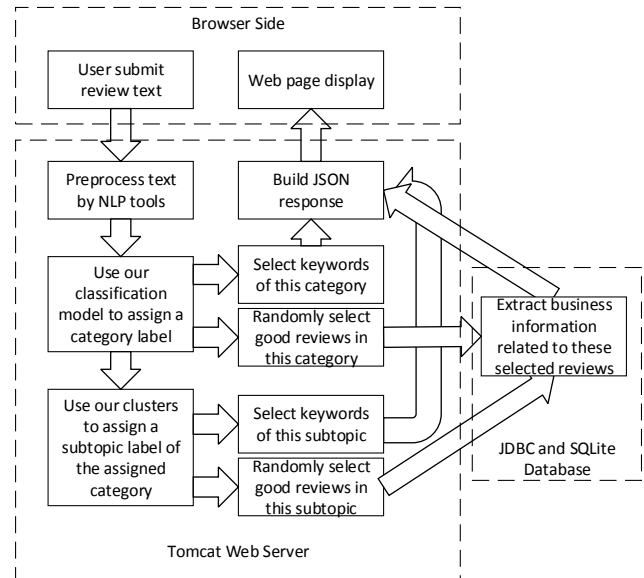 Browser Side
User submit
review text
Web page display
Preprocess text
by NLP tools
Build JSON
response
Use our
classification
model to assign a
category label
Select keywords
of this category
Randomly select
good reviews in
this category
Extract business
information
related to these
selected reviews
Use our clusters to
assign a subtopic label of
the assigned
category
Select keywords
of this subtopic
Randomly select
good reviews in
this subtopic
JDBC and SQLite
Database
Tomcat Web Server